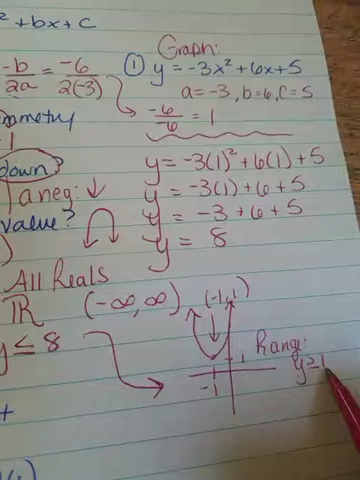 ² + bx + c
Graph:
-b/2a = -6/2(-3)
① y = -3x² + 6x + 5
a = -3, b = 6, c = 5
-6/-6 = 1
1
y = -3(1)² + 6(1) + 5
down?
y = -3(1) + 6 + 5
a neg: ↓
y = -3 + 6 + 5
value?
y = 8
All Reals
ℝ (-∞, ∞)
(-1, 1)
y ≤ 8
Range:
y ≥ 1
1
-1